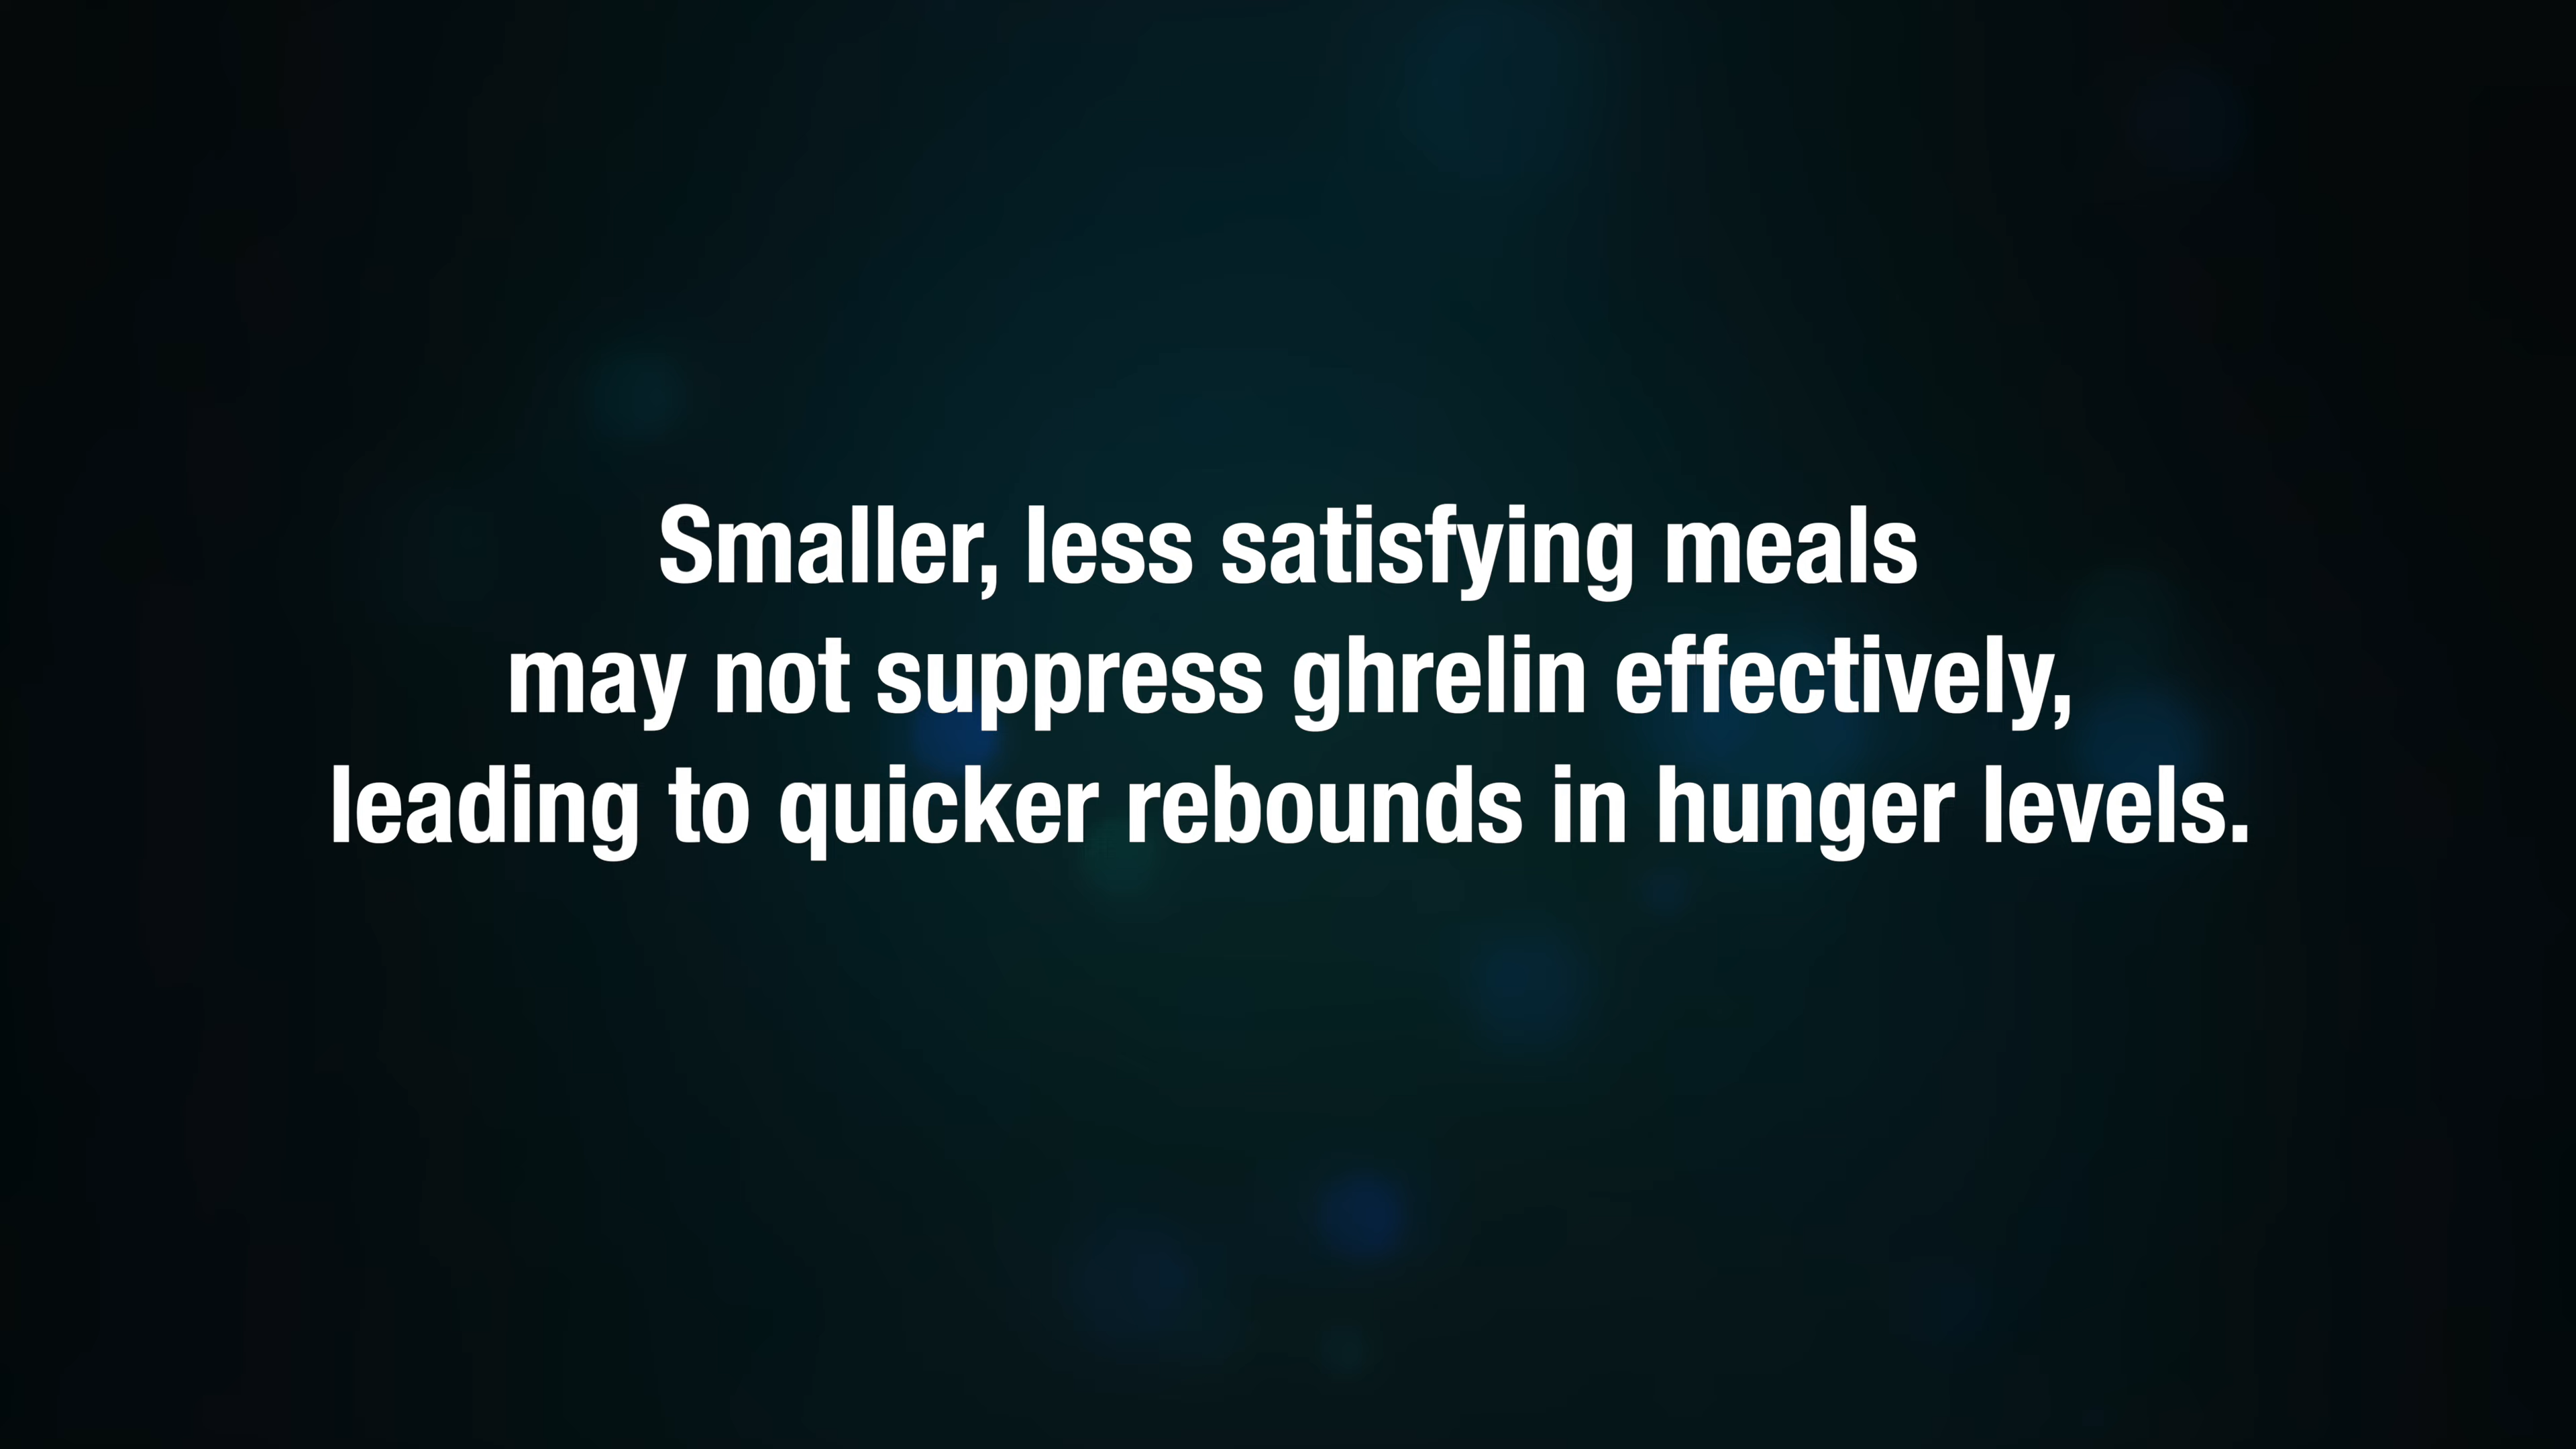 Smaller, less satisfying meals
may not suppress ghrelin effectively,
leading to quicker rebounds in hunger levels.